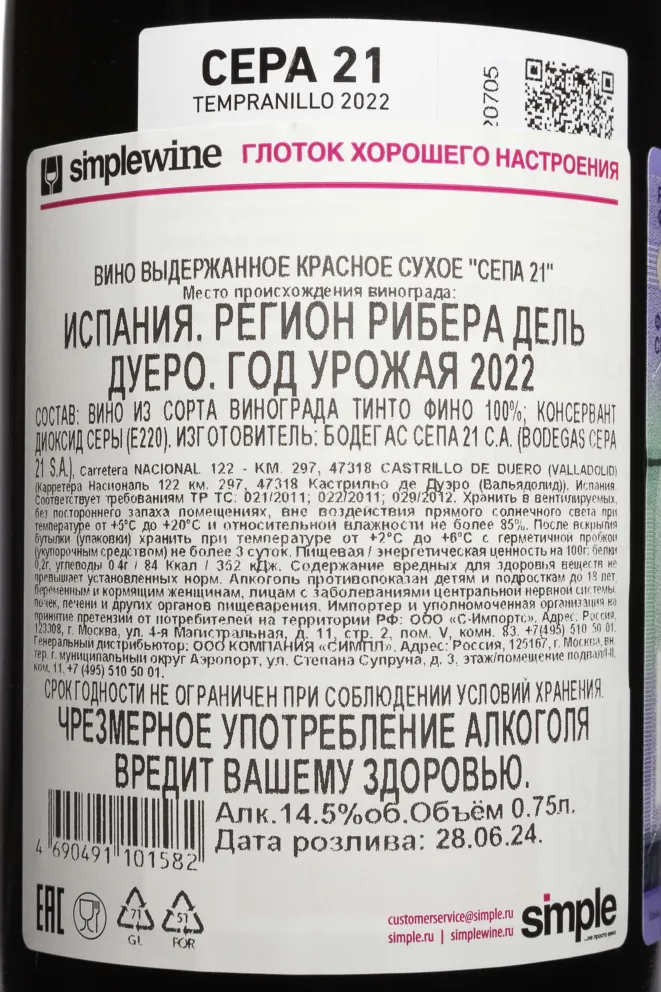 CEPA 21
TEMPRANILLO 2022
20705
simplewine ГЛОТОК ХОРОШЕГО НАСТРОЕНИЯ
ВИНО ВЫДЕРЖАННОЕ КРАСНОЕ СУХОЕ "СЕПА 21"
Место происхождения винограда:
ИСПАНИЯ. РЕГИОН РИБЕРА ДЕЛЬ
ДУЕРО. ГОД УРОЖАЯ 2022
СОСТАВ: ВИНО ИЗ СОРТА ВИНОГРАДА ТИНТО ФИНО 100%; КОНСЕРВАНТ
ДИОКСИД СЕРЫ (Е220). ИЗГОТОВИТЕЛЬ: БОДЕГАС СЕПА 21 С.А. (BODEGAS CEPA
21 S.A.), Carretera NACIONAL 122 - KM. 297, 47318 CASTRILLO DE DUERO (VALLADOLID)
(Карретёра Насиональ 122 км. 297, 47318 Кастрильо де Дуэро (Вальядолид)). Испания.
Соответствует требованиям ТР ТС: 021/2011; 022/2011; 029/2012. Хранить в вентилируемых,
без постороннего запаха помещениях, вне воздействия прямого солнечного света при
температуре от +5°С до +20°С и относительной влажности не более 85%. После вскрытия
бутылки (упаковки) хранить при температуре от +2°С до +6°С с герметичной пробкой
(укупорочным средством) не более 3 суток. Пищевая / энергетическая ценность на 100г: белки
0,2г, углеводы 0.4г / 84 Ккал / 352 кДж. Содержание вредных для здоровья веществ не
превышает установленных норм. Алкоголь противопоказан детям и подросткам до 18 лет,
беременным и кормящим женщинам, лицам с заболеваниями центральной нервной системы,
почек, печени и других органов пищеварения. Импортер и уполномоченная организация на
принятие претензий от потребителей на территории РФ: ООО «С-Импортс». Адрес: Россия,
123308, г. Москва, ул. 4-я Магистральная, д. 11, стр. 2, пом. V, комн. 83. +7(495) 510 50 01.
Генеральный дистрибьютор: ООО КОМПАНИЯ «СИМПЛ». Адрес: Россия, 125167, г. Москва, вн.
тер. г. муниципальный округ Аэропорт, ул. Степана Супруна, д. 3, этаж/помещение подвал/I-II,
ком. 11, +7 (495) 510 50 01.
СРОК ГОДНОСТИ НЕ ОГРАНИЧЕН ПРИ СОБЛЮДЕНИИ УСЛОВИЙ ХРАНЕНИЯ.
ЧРЕЗМЕРНОЕ УПОТРЕБЛЕНИЕ АЛКОГОЛЯ
ВРЕДИТ ВАШЕМУ ЗДОРОВЬЮ.
Алк.14.5%об.Объём 0.75л.
Дата розлива: 28.06.24.
4 690491 101582
EAC
71
GL
51
FOR
customerservice@simple.ru
simple.ru | simplewine.ru
simple
...не просто вино